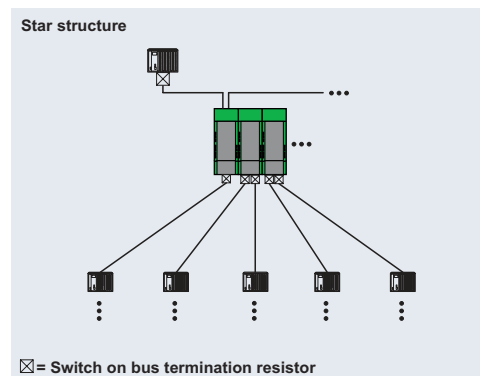 Star structure
= Switch on bus termination resistor